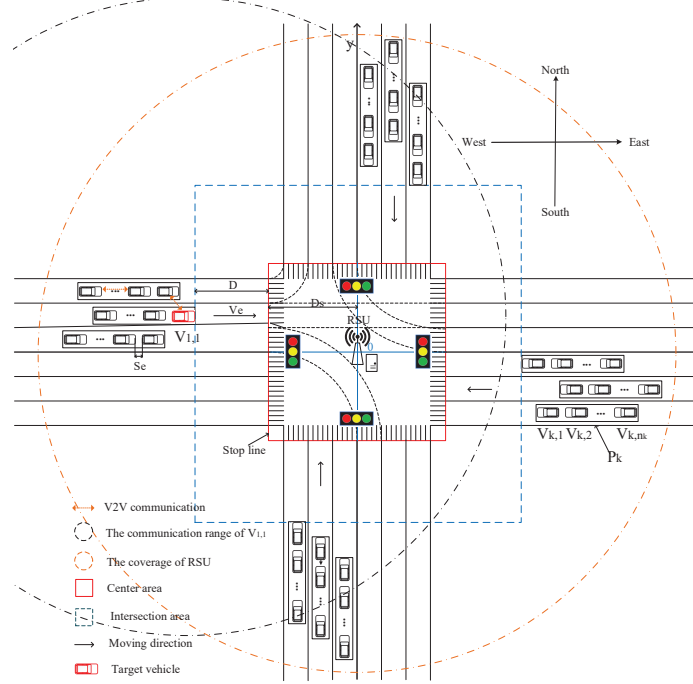 y
North
West
East
South
D
Ve
Ds
RSU
0
V1,1
Se
Vk,1 Vk,2 Vk,nk
Pk
Stop line
V2V communication
The communication range of V1,1
The coverage of RSU
Center area
Intersection area
Moving direction
Target vehicle